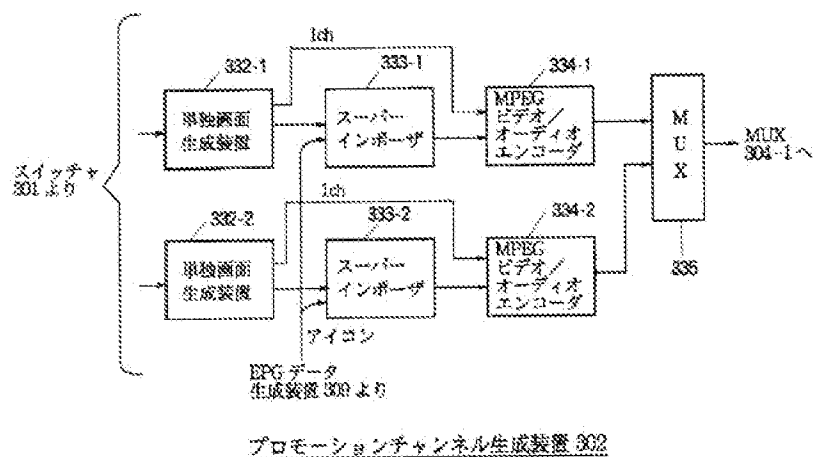 1ch
332-1
333-1
334-1
単独画面
生成装置
スーパー
インポーザ
MPEG
ビデオ/
オーディオ
エンコーダ
M
U
X
MUX
304-1へ
スイッチャ
301より
1ch
332-2
333-2
334-2
335
単独画面
生成装置
スーパー
インポーザ
MPEG
ビデオ/
オーディオ
エンコーダ
アイコン
EPGデータ
生成装置309より
プロモーションチャンネル生成装置302